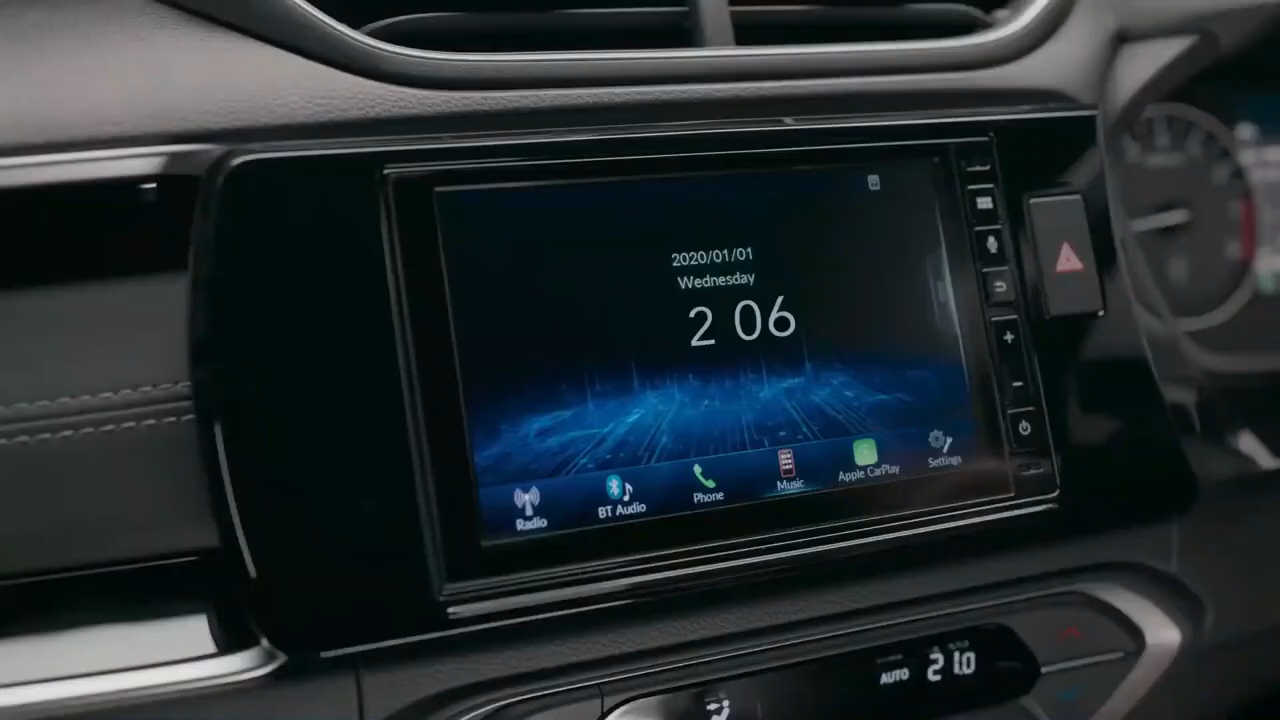 2020/01/01
Wednesday
2 06
Radio
BT Audio
Phone
Music
Apple CarPlay
Settings
AUTO
21.0